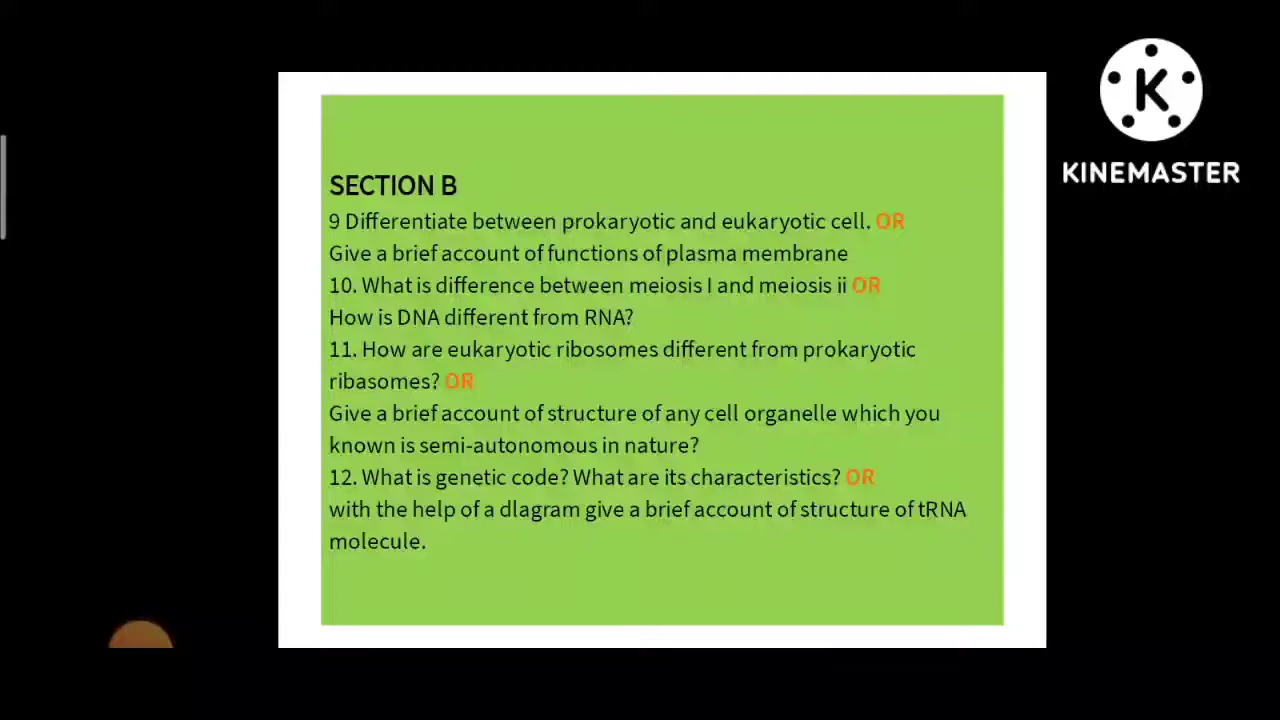 K
KINEMASTER
SECTION B
9 Differentiate between prokaryotic and eukaryotic cell. OR
Give a brief account of functions of plasma membrane
10. What is difference between meiosis I and meiosis ii OR
How is DNA different from RNA?
11. How are eukaryotic ribosomes different from prokaryotic
ribasomes? OR
Give a brief account of structure of any cell organelle which you
known is semi-autonomous in nature?
12. What is genetic code? What are its characteristics? OR
with the help of a dlagram give a brief account of structure of tRNA
molecule.